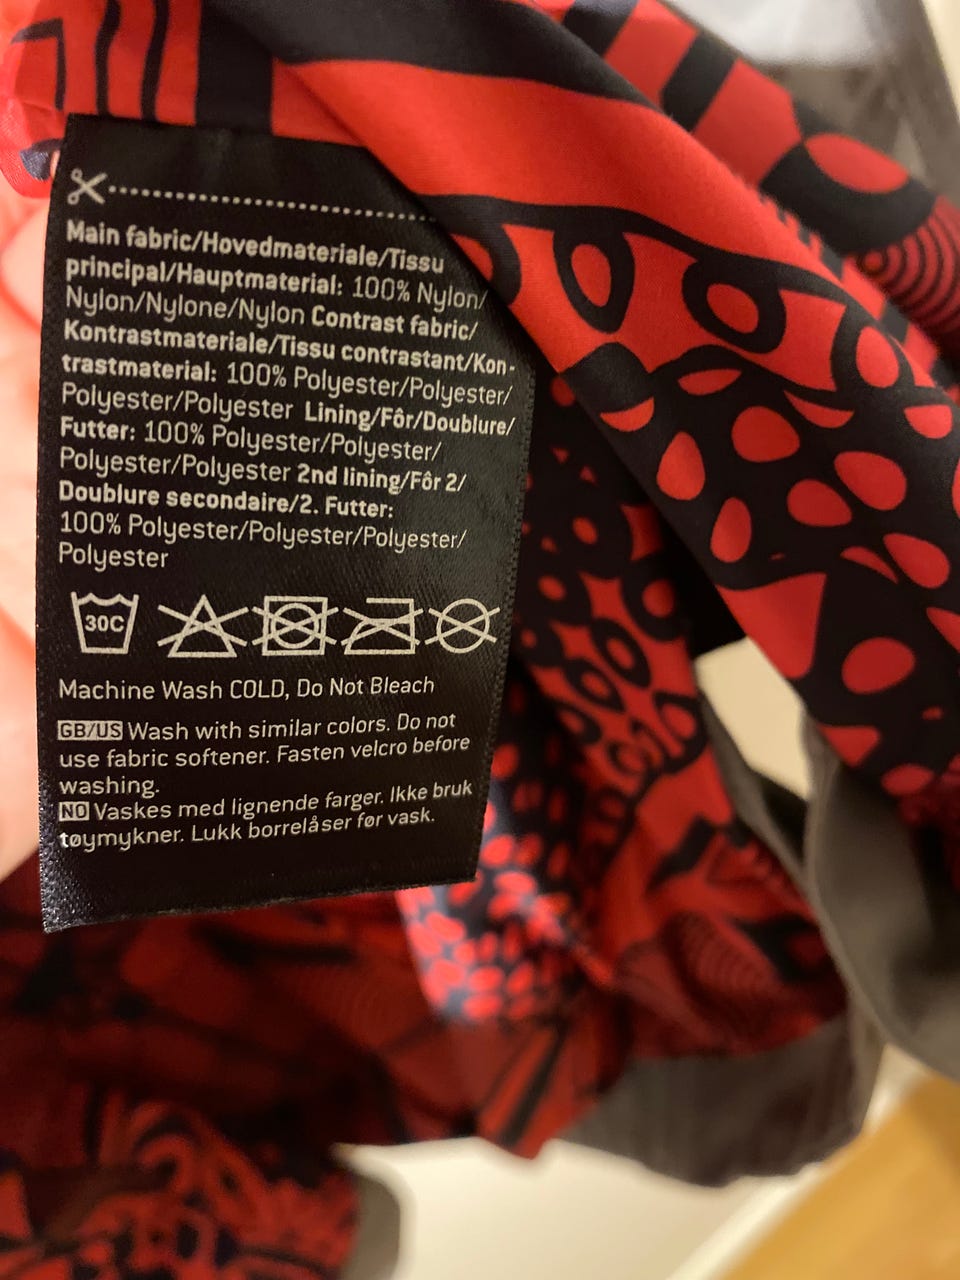 Main fabric/Hovedmateriale/Tissu
principal/Hauptmaterial: 100% Nylon/
Nylon/Nylone/Nylon Contrast fabric/
Kontrastmateriale/Tissu contrastant/Kon-
trastmaterial: 100% Polyester/Polyester/
Polyester/Polyester Lining/Fôr/Doublure/
Futter: 100% Polyester/Polyester/
Polyester/Polyester 2nd lining/Fôr 2/
Doublure secondaire/2. Futter:
100% Polyester/Polyester/Polyester/
Polyester
30C
Machine Wash COLD, Do Not Bleach
GB/US Wash with similar colors. Do not
use fabric softener. Fasten velcro before
washing.
NO Vaskes med lignende farger. Ikke bruk
tøymykner. Lukk borrelåser før vask.